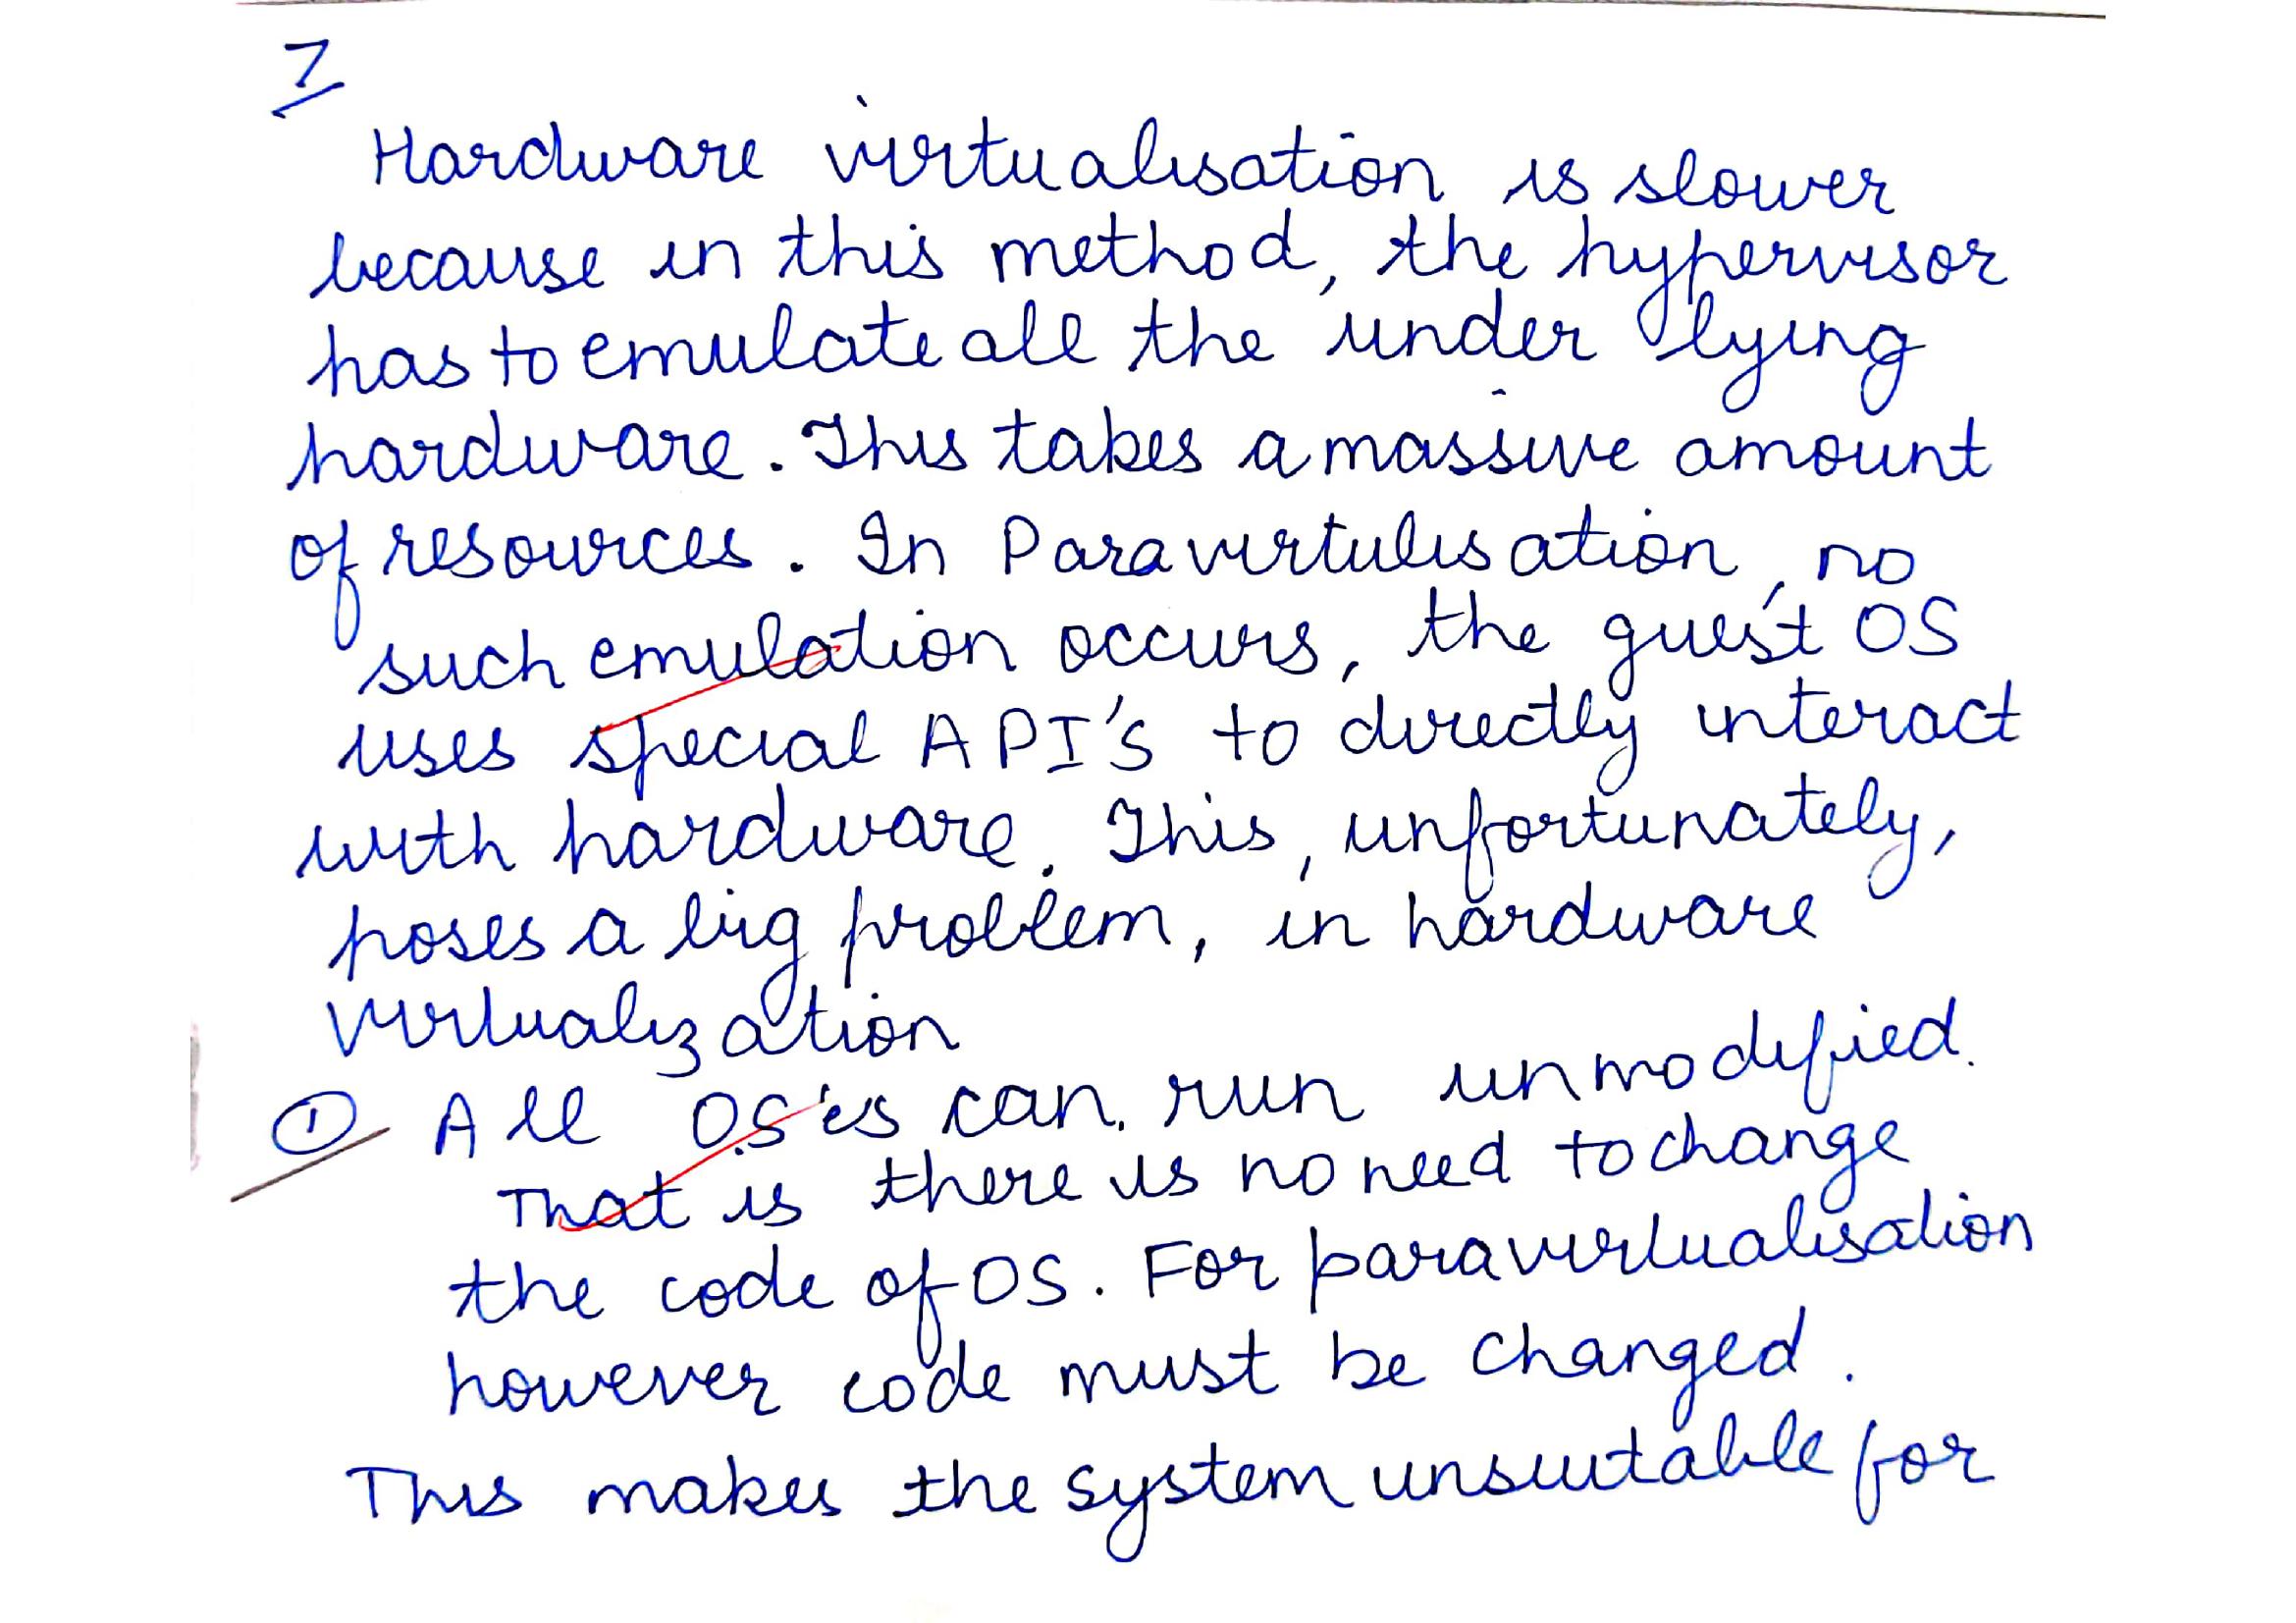 7
Hardware virtualisation is slower
because in this method, the hypervisor
has to emulate all the under lying
hardware. This takes a massive amount
of resources. In Paravirtulisation, no
such emulation occurs, the guest OS
uses special API's to directly interact
with hardware. This, unfortunately,
poses a big problem, in hardware
virtualization
① All OS'es can run unmodified.
That is there is no need to change
the code of OS. For paravirtualisation
however code must be changed.
This makes the system unsuitable for